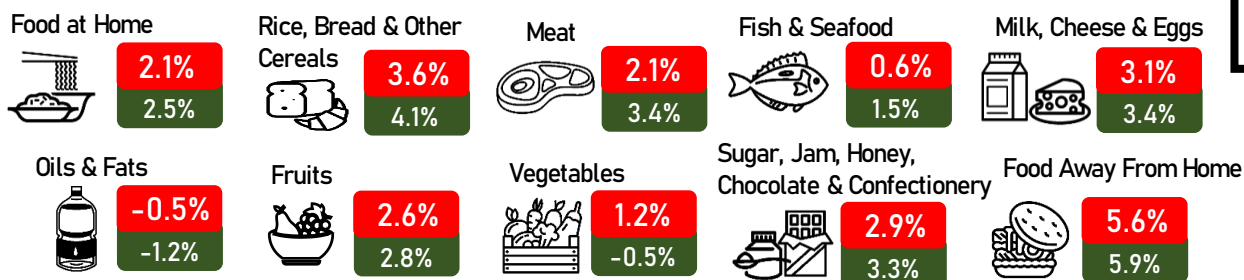 Food at Home
2.1%
2.5%
Rice, Bread & Other
Cereals
3.6%
4.1%
Meat
2.1%
3.4%
Fish & Seafood
0.6%
1.5%
Milk, Cheese & Eggs
3.1%
3.4%
Oils & Fats
-0.5%
-1.2%
Fruits
2.6%
2.8%
Vegetables
1.2%
-0.5%
Sugar, Jam, Honey,
Chocolate & Confectionery
2.9%
3.3%
Food Away From Home
5.6%
5.9%